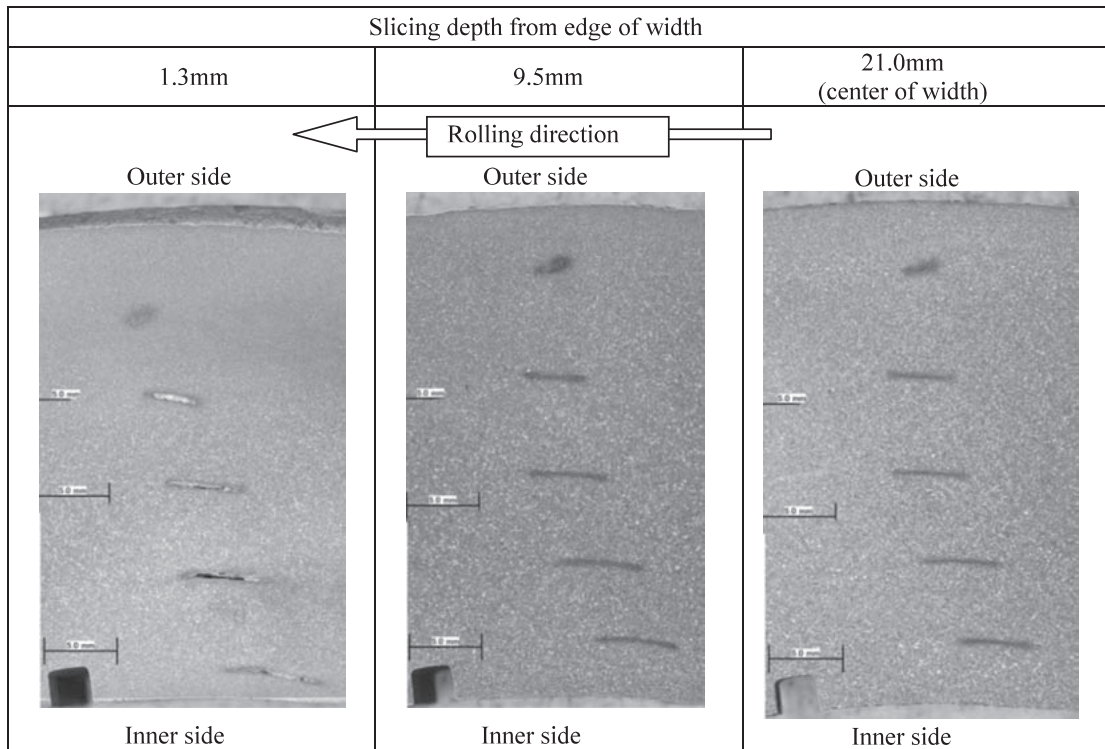 Slicing depth from edge of width
1.3mm
9.5mm
21.0mm
(center of width)
Rolling direction
Outer side
Outer side
Outer side
Inner side
Inner side
Inner side